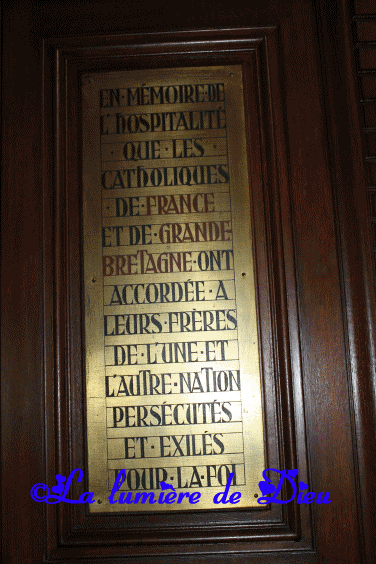 EN·MÉMOIRE·DE
L'HOSPITALITÉ
·QUE·LES·
CATHOLIQUES
·DE·FRANCE
ET·DE·GRANDE
BRETAGNE·ONT
ACCORDÉE·A
LEURS·FRÈRES
DE·L'UNE·ET
L'AUTRE·NATION
PERSÉCUTÉS
ET·EXILÉS
POUR·LA·FOI
©La lumière de Dieu